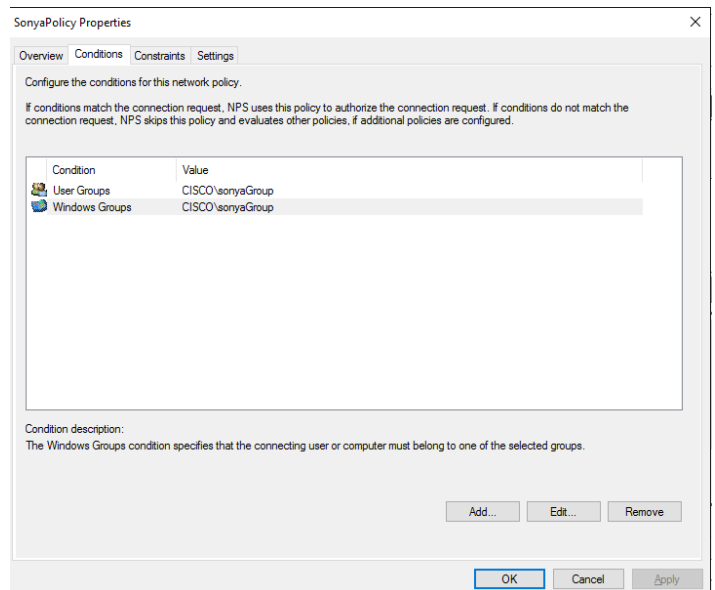 SonyaPolicy Properties
Overview Conditions Constraints Settings
Configure the conditions for this network policy.
If conditions match the connection request, NPS uses this policy to authorize the connection request. If conditions do not match the
connection request, NPS skips this policy and evaluates other policies, if additional policies are configured.
Condition Value
User Groups CISCO\sonyaGroup
Windows Groups CISCO\sonyaGroup
Condition description:
The Windows Groups condition specifies that the connecting user or computer must belong to one of the selected groups.
Add... Edit... Remove
OK Cancel Apply